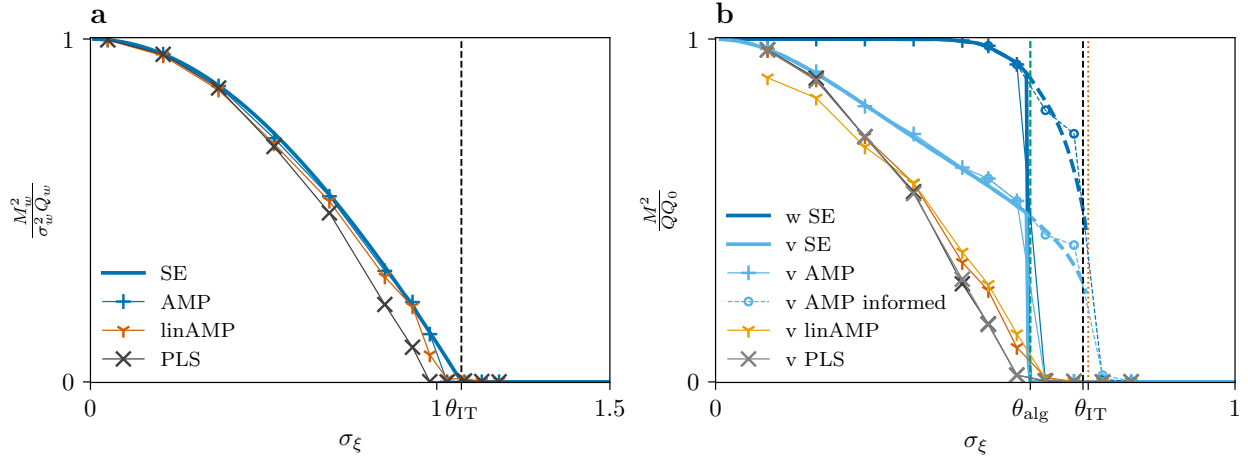 a
1
0
M_w^2 / σ_w^2 Q_w
SE
AMP
linAMP
PLS
0 1 θ_IT 1.5
σ_ξ
b
1
0
M^2 / QQ_0
w SE
v SE
v AMP
v AMP informed
v linAMP
v PLS
0 θ_alg θ_IT 1
σ_ξ